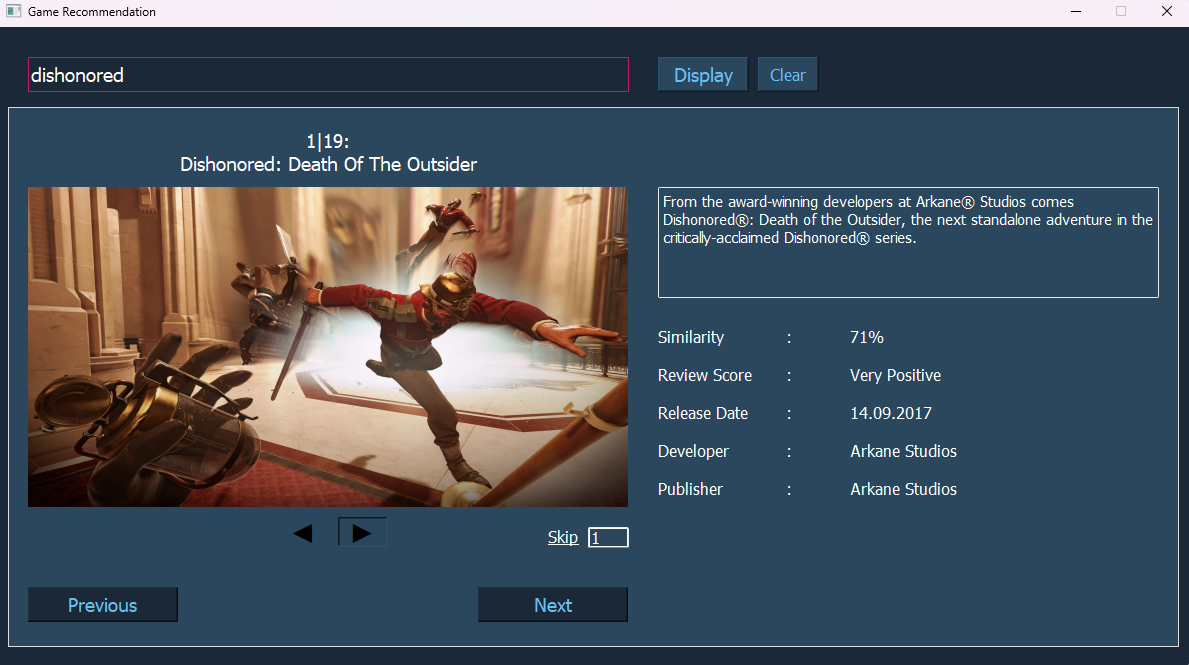 Game Recommendation
dishonored
Display
Clear
1|19:
Dishonored: Death Of The Outsider
From the award-winning developers at Arkane® Studios comes
Dishonored®: Death of the Outsider, the next standalone adventure in the
critically-acclaimed Dishonored® series.
Similarity : 71%
Review Score : Very Positive
Release Date : 14.09.2017
Developer : Arkane Studios
Publisher : Arkane Studios
Skip 1
Previous
Next